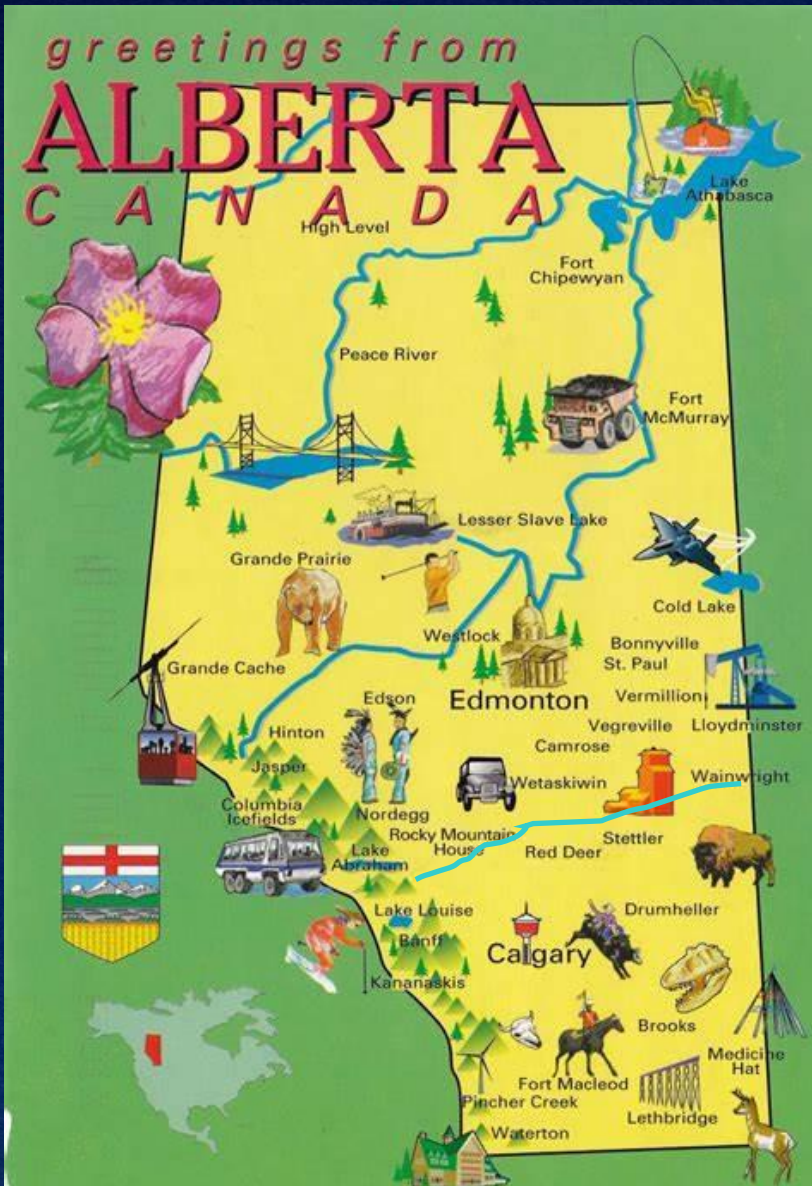 greetings from
ALBERTA
CANADA
Lake
Athabasca
High Level
Fort
Chipewyan
Peace River
Fort
McMurray
Lesser Slave Lake
Grande Prairie
Cold Lake
Westlock
Bonnyville
St. Paul
Grande Cache
Edson
Edmonton
Vermillion
Vegreville
Lloydminster
Hinton
Camrose
Jasper
Wetaskiwin
Wainwright
Columbia
Icefields
Nordegg
Rocky Mountain
House
Stettler
Lake
Abraham
Red Deer
Lake Louise
Drumheller
Banff
Calgary
Kananaskis
Brooks
Medicine
Hat
Fort Macleod
Pincher Creek
Lethbridge
Waterton